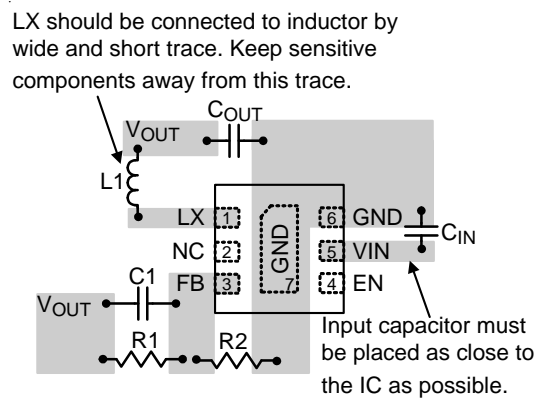 LX should be connected to inductor by
wide and short trace. Keep sensitive
components away from this trace.
COUT
VOUT
L1
LX 1
6 GND
CIN
NC 2
GND
5 VIN
FB 3
7
4 EN
C1
VOUT
R1
R2
Input capacitor must
be placed as close to
the IC as possible.